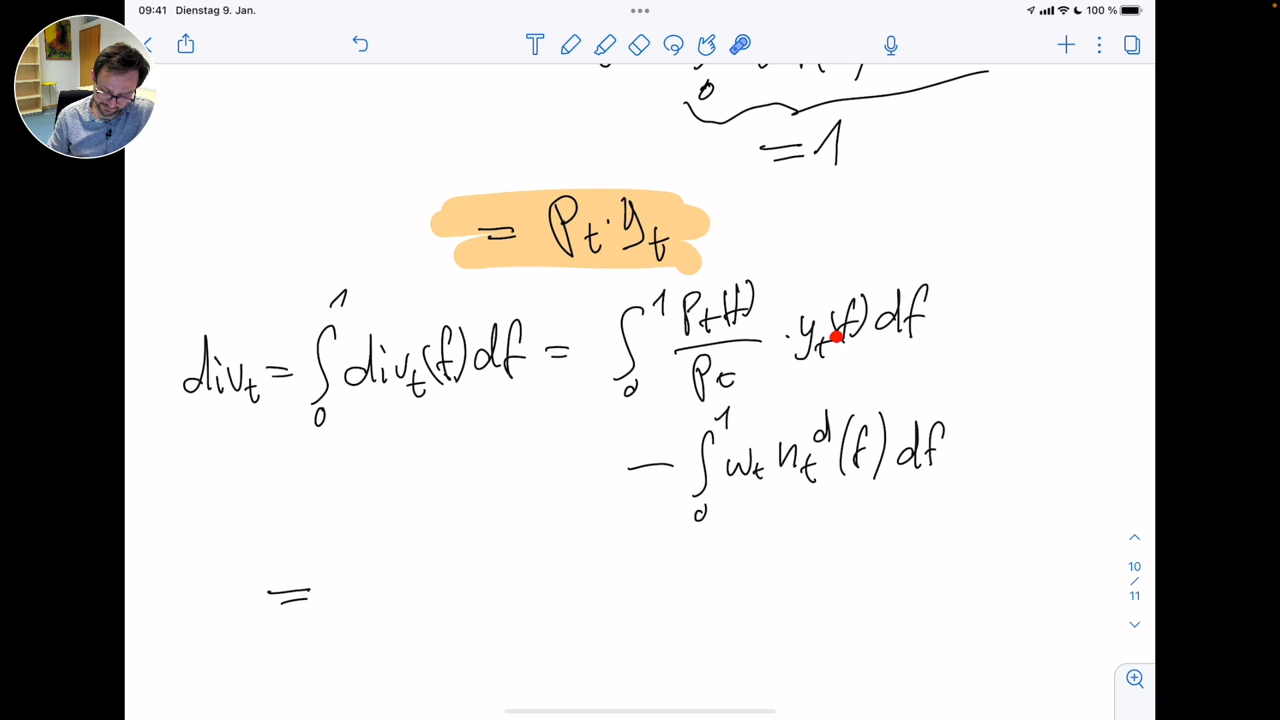 09:41 Dienstag 9. Jan. 100 %
T
0
= 1
= P_t · y_t
div_t = ∫_0^1 div_t(f) df = ∫_0^1 P_t(f)/P_t · y_t(f) df
− ∫_0^1 w_t n_t^d(f) df
=
10
/
11